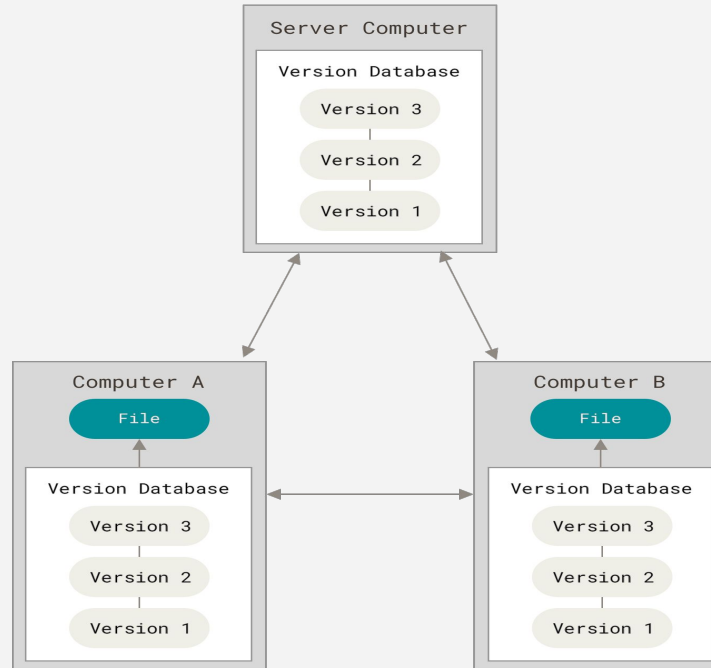 Server Computer
Version Database
Version 3
Version 2
Version 1
Computer A
File
Version Database
Version 3
Version 2
Version 1
Computer B
File
Version Database
Version 3
Version 2
Version 1